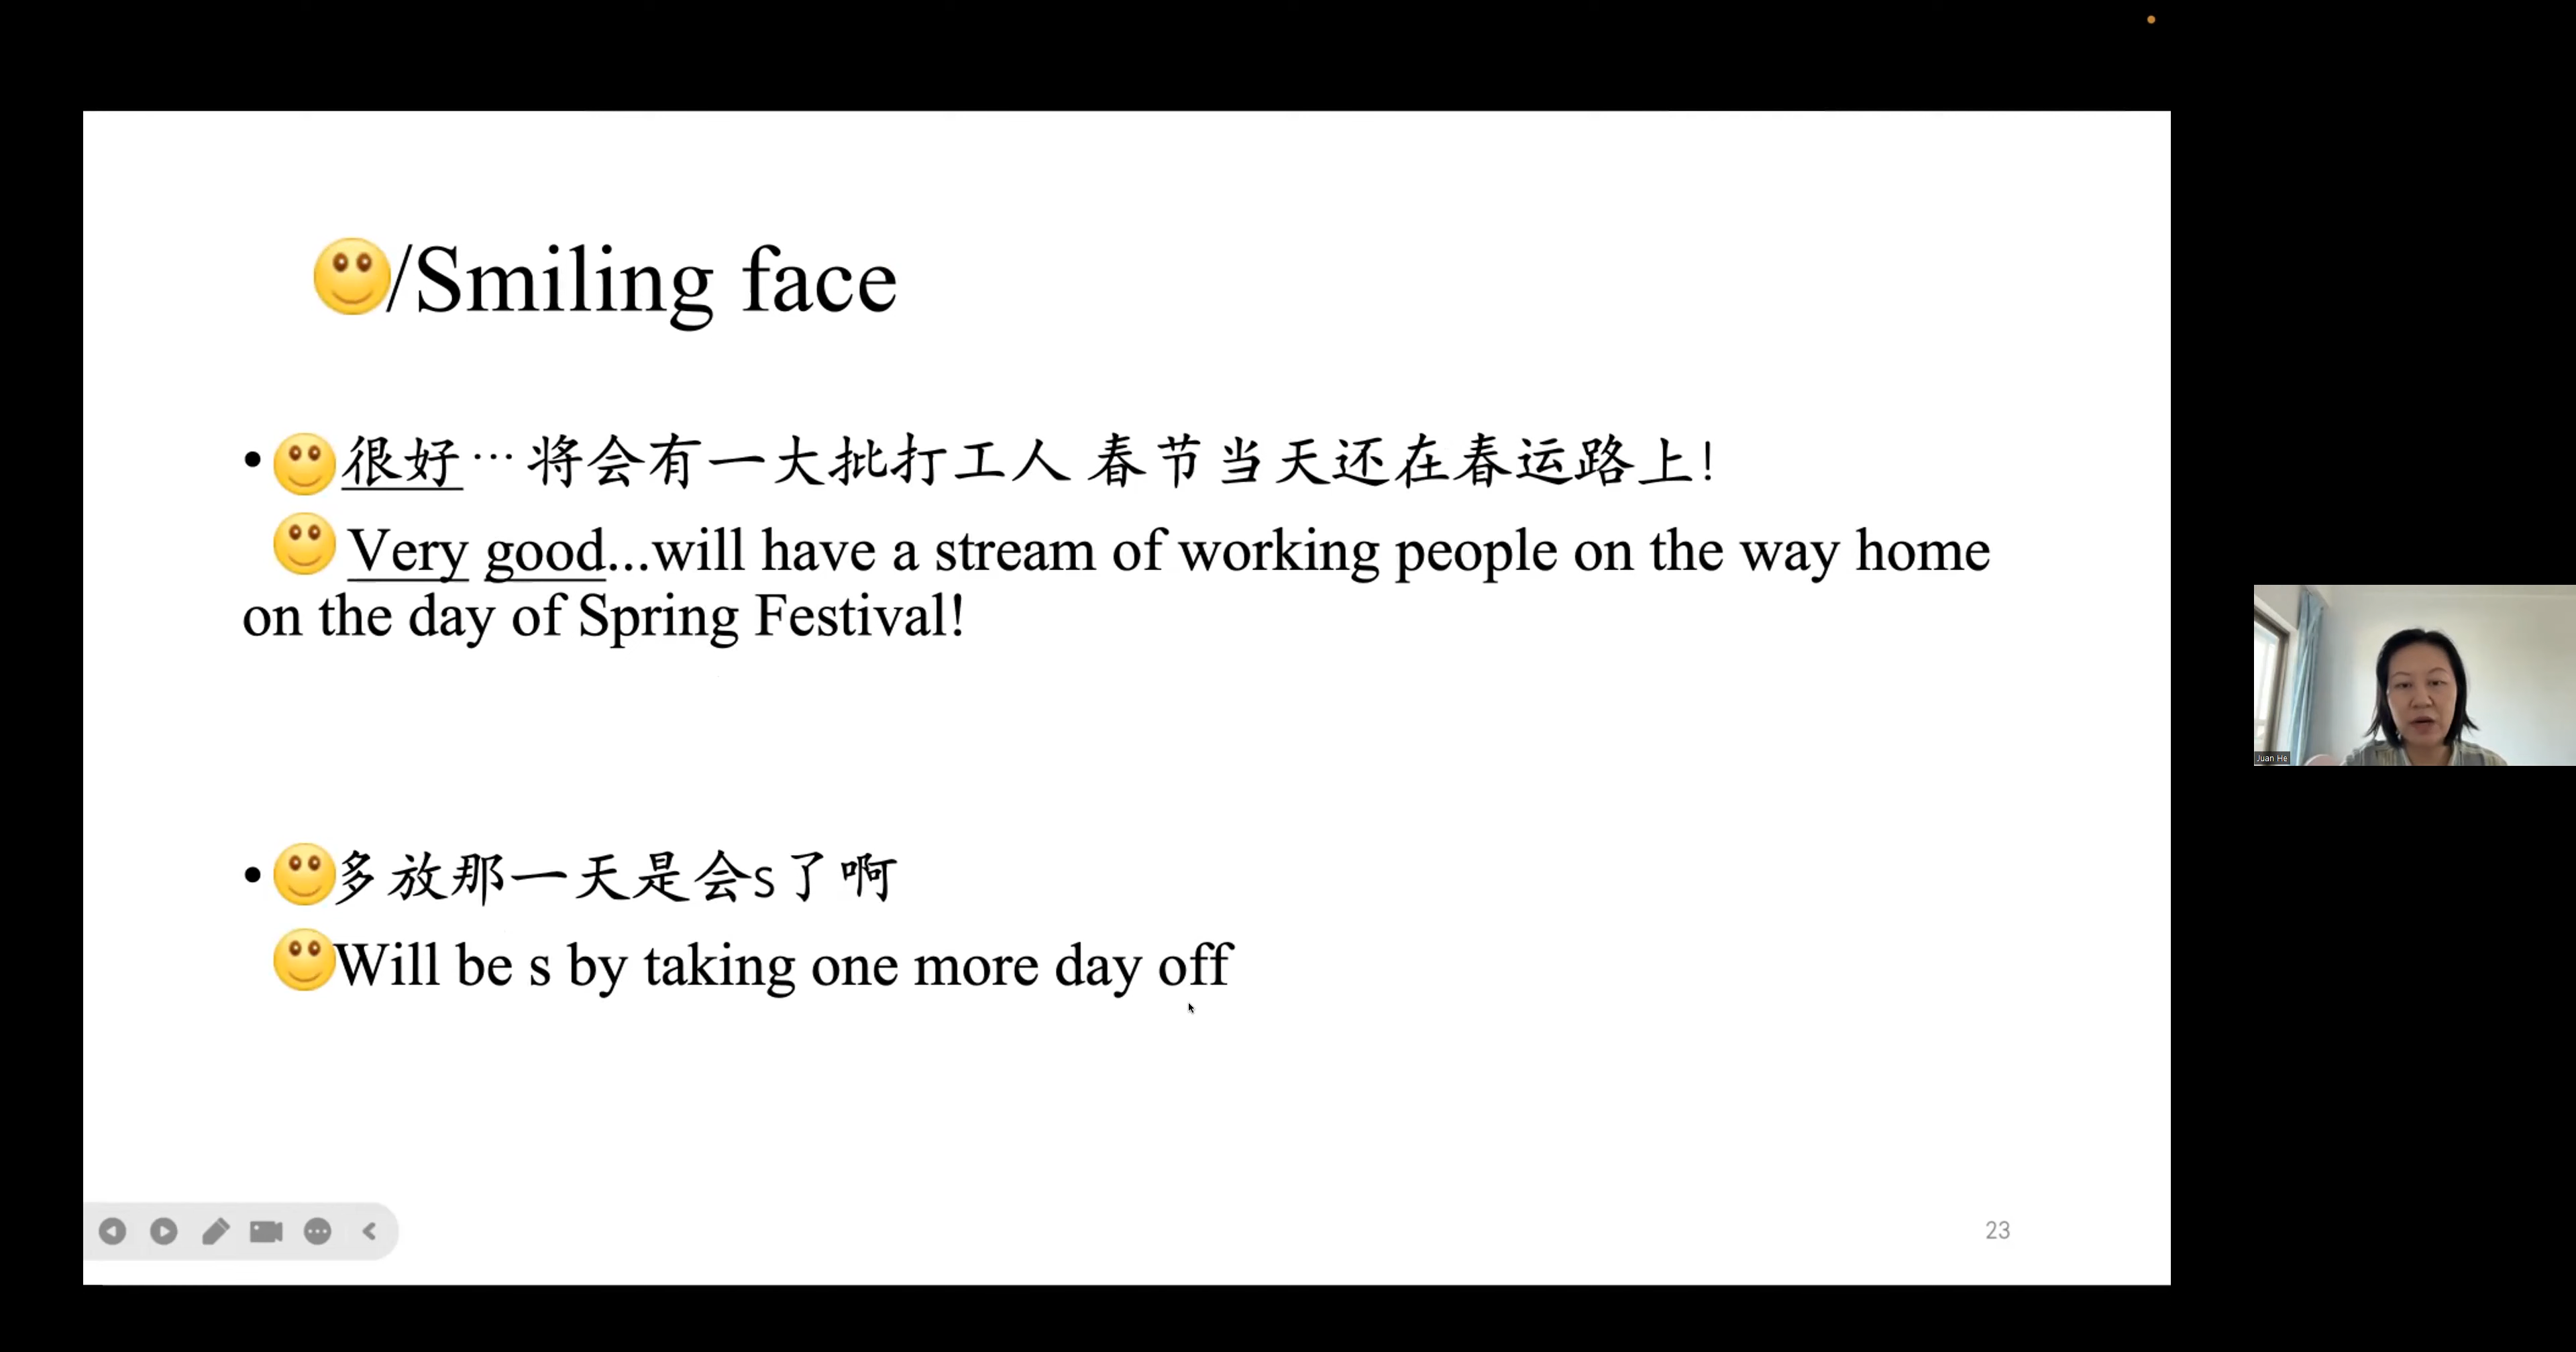 /Smiling face
• 很好…将会有一大批打工人 春节当天还在春运路上!
Very good...will have a stream of working people on the way home
on the day of Spring Festival!
• 多放那一天是会s了啊
Will be s by taking one more day off
Juan He
23